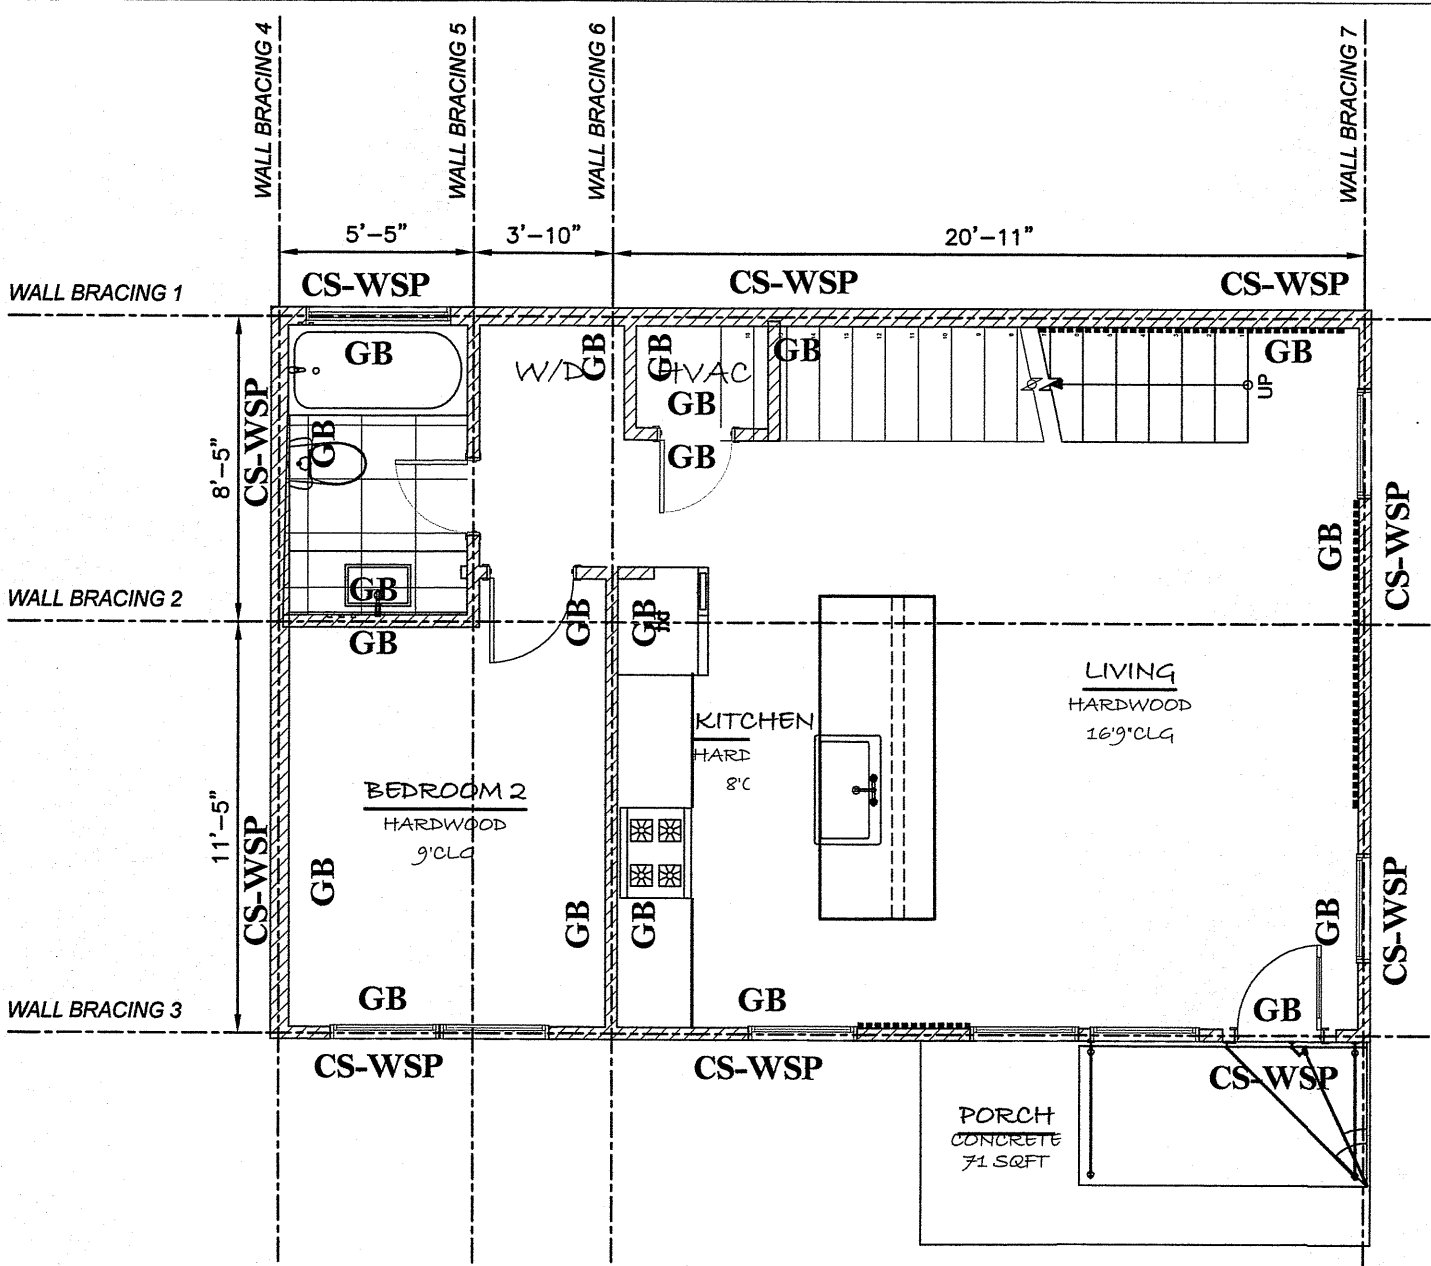 WALL BRACING 4
WALL BRACING 5
WALL BRACING 6
WALL BRACING 7
5'-5"
3'-10"
20'-11"
WALL BRACING 1
CS-WSP
CS-WSP
CS-WSP
GB
W/D
GB
GB
HVAC
GB
GB
UP
GB
GB
CS-WSP
8'-5"
GB
GB
CS-WSP
WALL BRACING 2
GB
GB
GB
GB
LIVING
HARDWOOD
16'9"CLG
KITCHEN
HARD
8'C
BEDROOM 2
HARDWOOD
9'CLG
11'-5"
CS-WSP
GB
GB
GB
GB
CS-WSP
WALL BRACING 3
GB
GB
GB
CS-WSP
CS-WSP
CS-WSP
PORCH
CONCRETE
71 SQFT